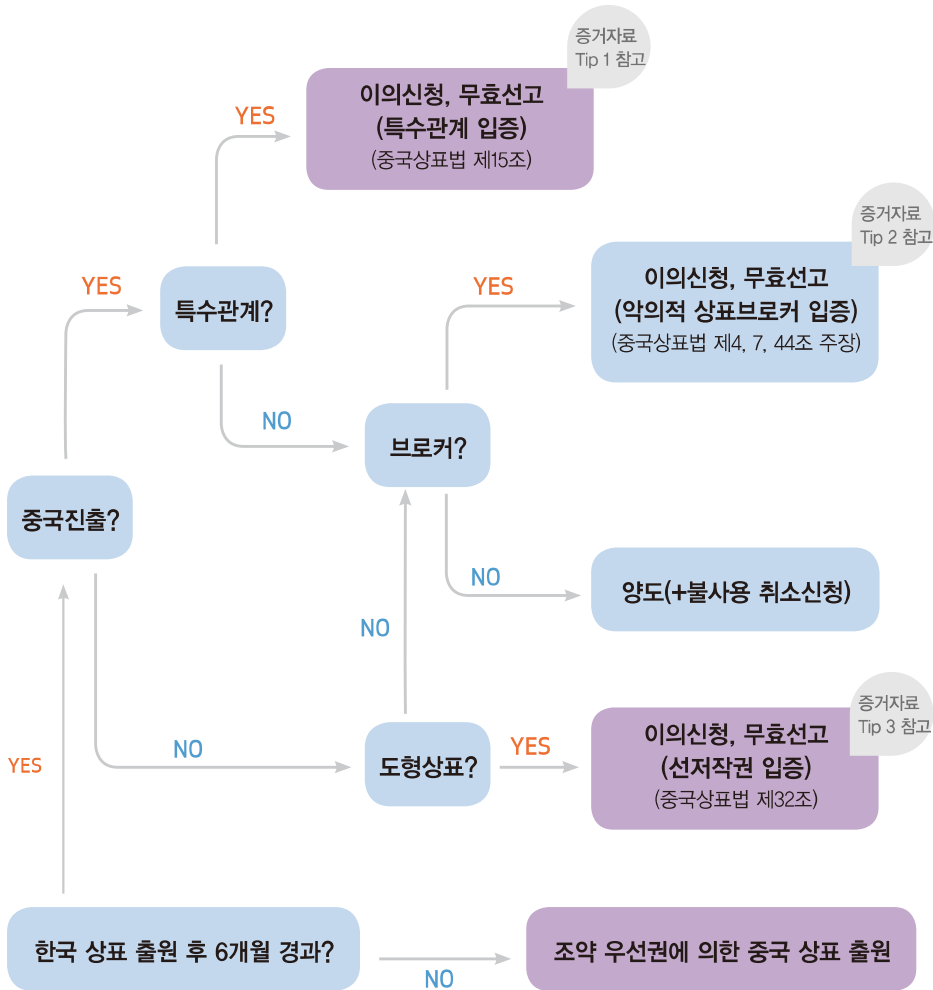 증거자료
Tip 1 참고
이의신청, 무효선고
(특수관계 입증)
(중국상표법 제15조)
YES
증거자료
Tip 2 참고
이의신청, 무효선고
(악의적 상표브로커 입증)
(중국상표법 제4, 7, 44조 주장)
YES
YES
특수관계?
NO
브로커?
중국진출?
NO
양도(+불사용 취소신청)
NO
증거자료
Tip 3 참고
이의신청, 무효선고
(선저작권 입증)
(중국상표법 제32조)
YES
NO
도형상표?
YES
한국 상표 출원 후 6개월 경과?
NO
조약 우선권에 의한 중국 상표 출원